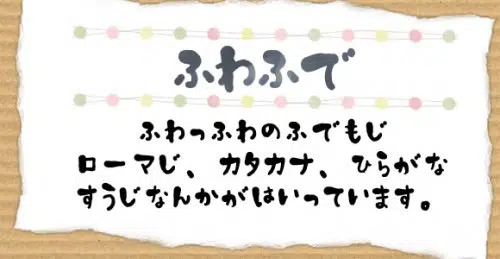 ふわふで
ふわっふわのふでもじ
ローマじ、カタカナ、ひらがな
すうじなんかがはいっています。